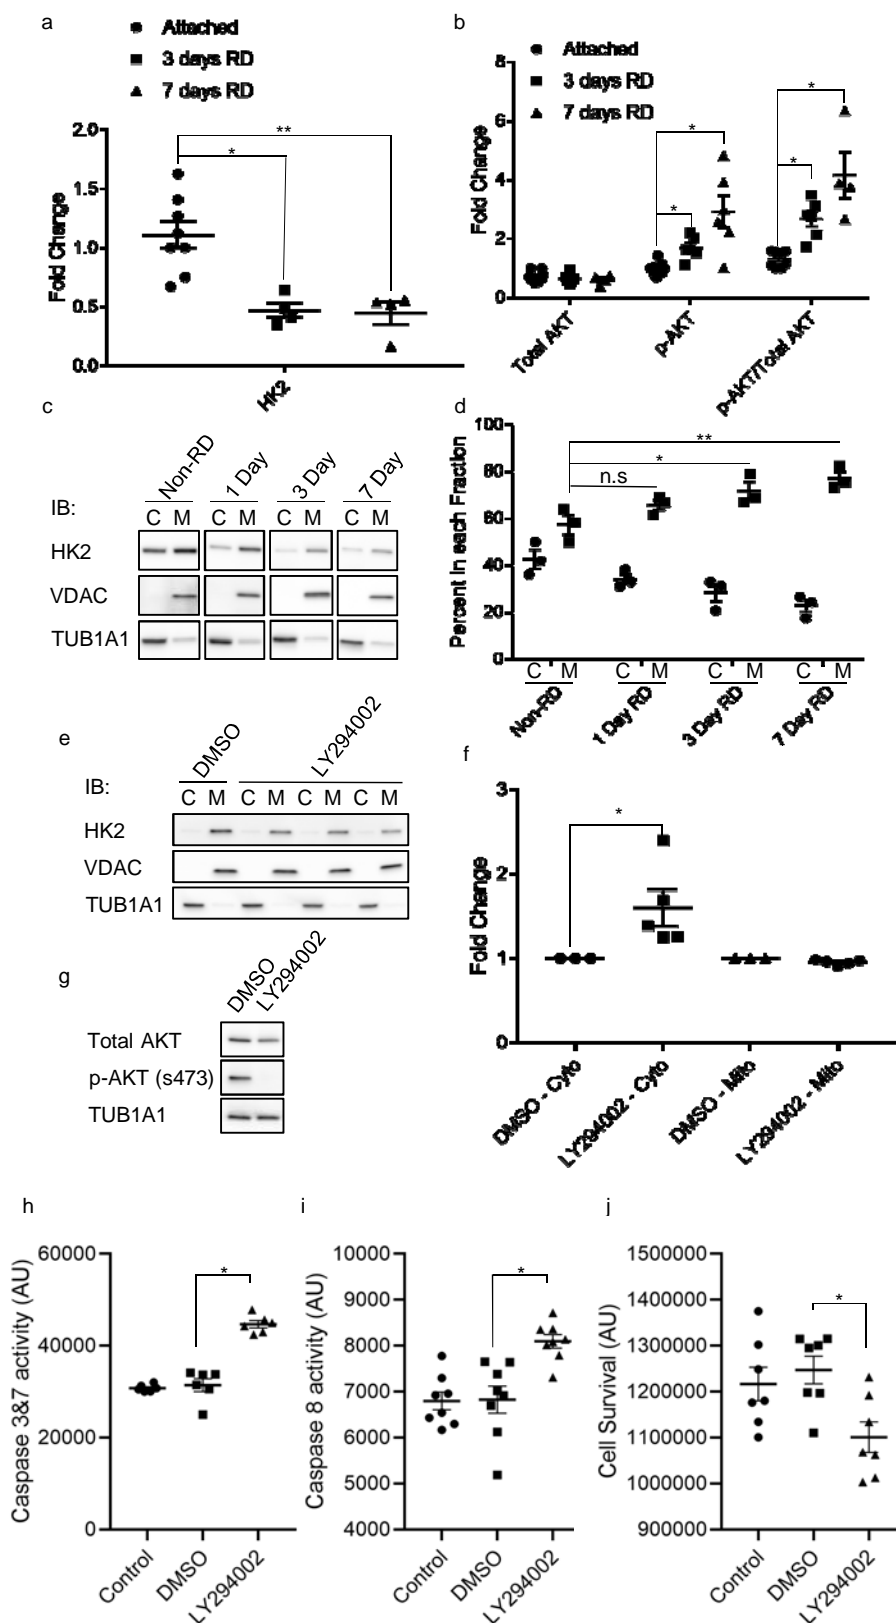 a
Attached
3 days RD
7 days RD
Fold Change
2.0
1.5
1.0
0.5
0.0
*
**
HK2
b
Attached
3 days RD
7 days RD
Fold Change
8
6
4
2
0
*
*
*
*
Total AKT
p-AKT
p-AKT/Total AKT
c
Non-RD
1 Day
3 Day
7 Day
IB:
C M C M C M C M
HK2
VDAC
TUB1A1
d
Percent in each Fraction
100
80
60
40
20
0
**
*
n.s
C M C M C M C M
Non-RD
1 Day RD
3 Day RD
7 Day RD
e
DMSO
LY294002
IB:
C M C M C M C M
HK2
VDAC
TUB1A1
f
Fold Change
3
2
1
0
*
DMSO - Cyto
LY294002 - Cyto
DMSO - Mito
LY294002 - Mito
g
DMSO
LY294002
Total AKT
p-AKT (s473)
TUB1A1
h
Caspase 3&7 activity (AU)
60000
40000
20000
0
*
Control
DMSO
LY294002
i
Caspase 8 activity (AU)
10000
9000
8000
7000
6000
5000
4000
*
Control
DMSO
LY294002
j
Cell Survival (AU)
1500000
1400000
1300000
1200000
1100000
1000000
900000
*
Control
DMSO
LY294002